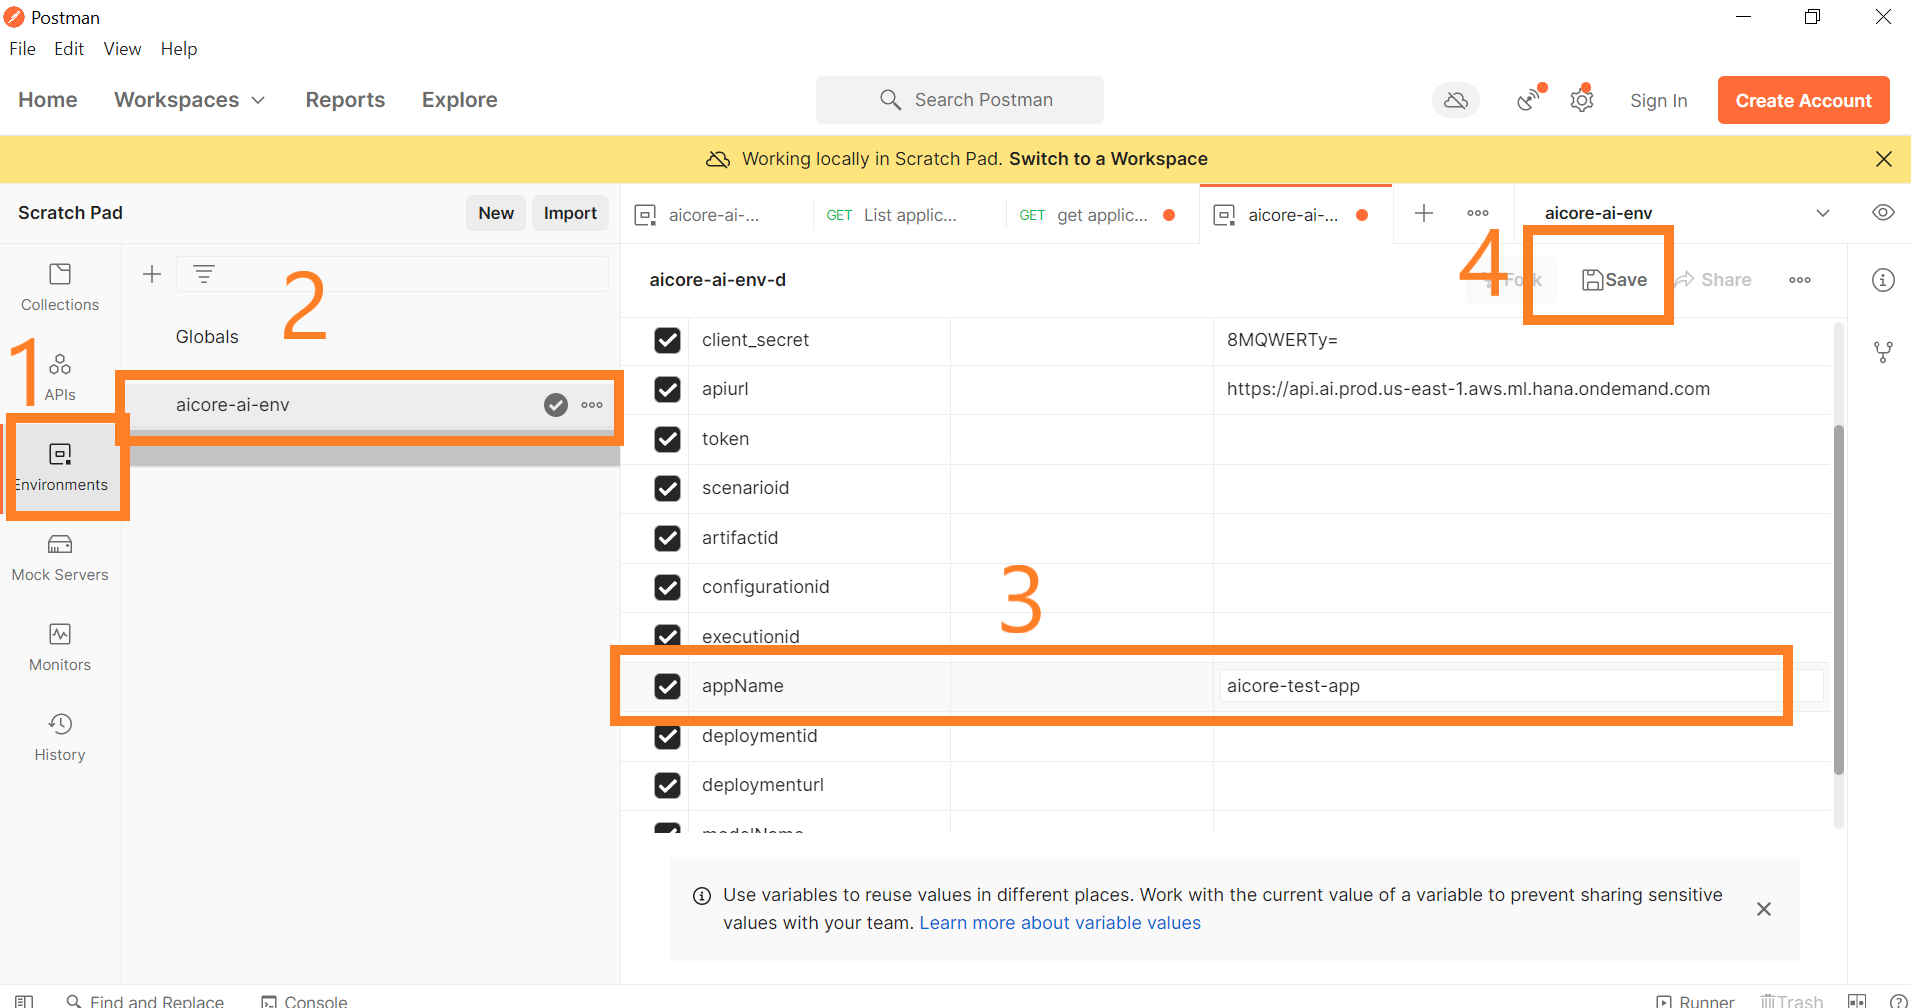 Postman
File Edit View Help
Home Workspaces Reports Explore
Search Postman
Sign In
Create Account
Working locally in Scratch Pad. Switch to a Workspace
Scratch Pad
New
Import
aicore-ai-...
GET List applic...
GET get applic...
aicore-ai-...
aicore-ai-env
1
2
3
4
Collections
APIs
Environments
Mock Servers
Monitors
History
Globals
aicore-ai-env
aicore-ai-env-d
Fork
Save
Share
client_secret 8MQWERTy=
apiurl https://api.ai.prod.us-east-1.aws.ml.hana.ondemand.com
token
scenarioid
artifactid
configurationid
executionid
appName aicore-test-app
deploymentid
deploymenturl
modelName
Use variables to reuse values in different places. Work with the current value of a variable to prevent sharing sensitive
values with your team. Learn more about variable values
Find and Replace
Console
Runner
Trash